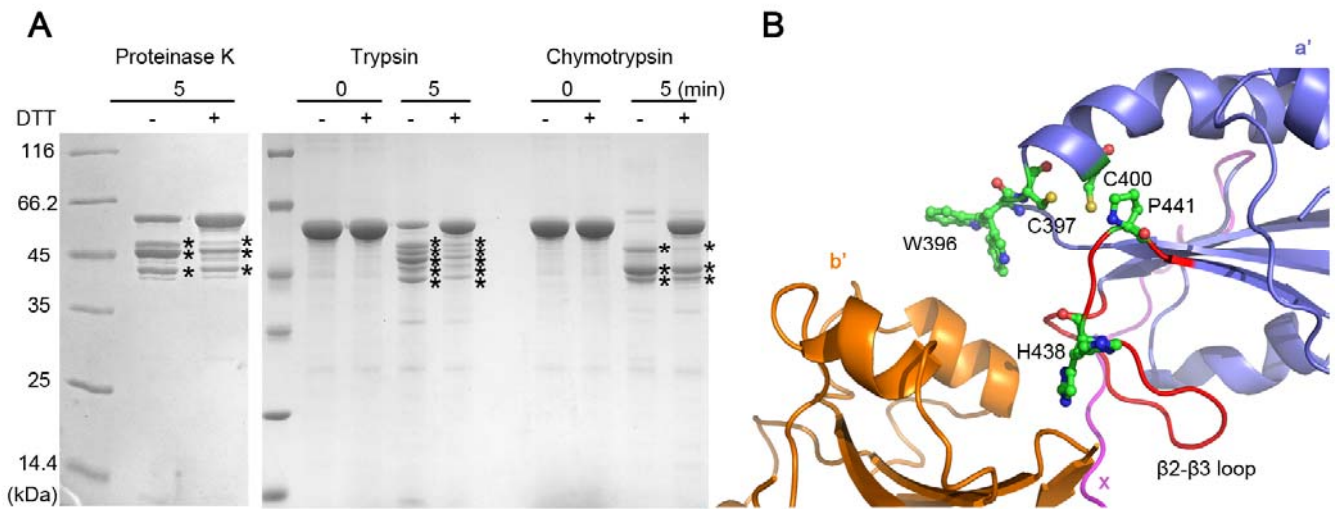 A
Proteinase K Trypsin Chymotrypsin
5 0 5 0 5 (min)
DTT - + - + - + - + - +
116
66.2
45
35
25
14.4
(kDa)
* * * * * * * * * * * * * * * * * * * * * *
B
a'
C400
P441
C397
W396
b'
H438
β2-β3 loop
x